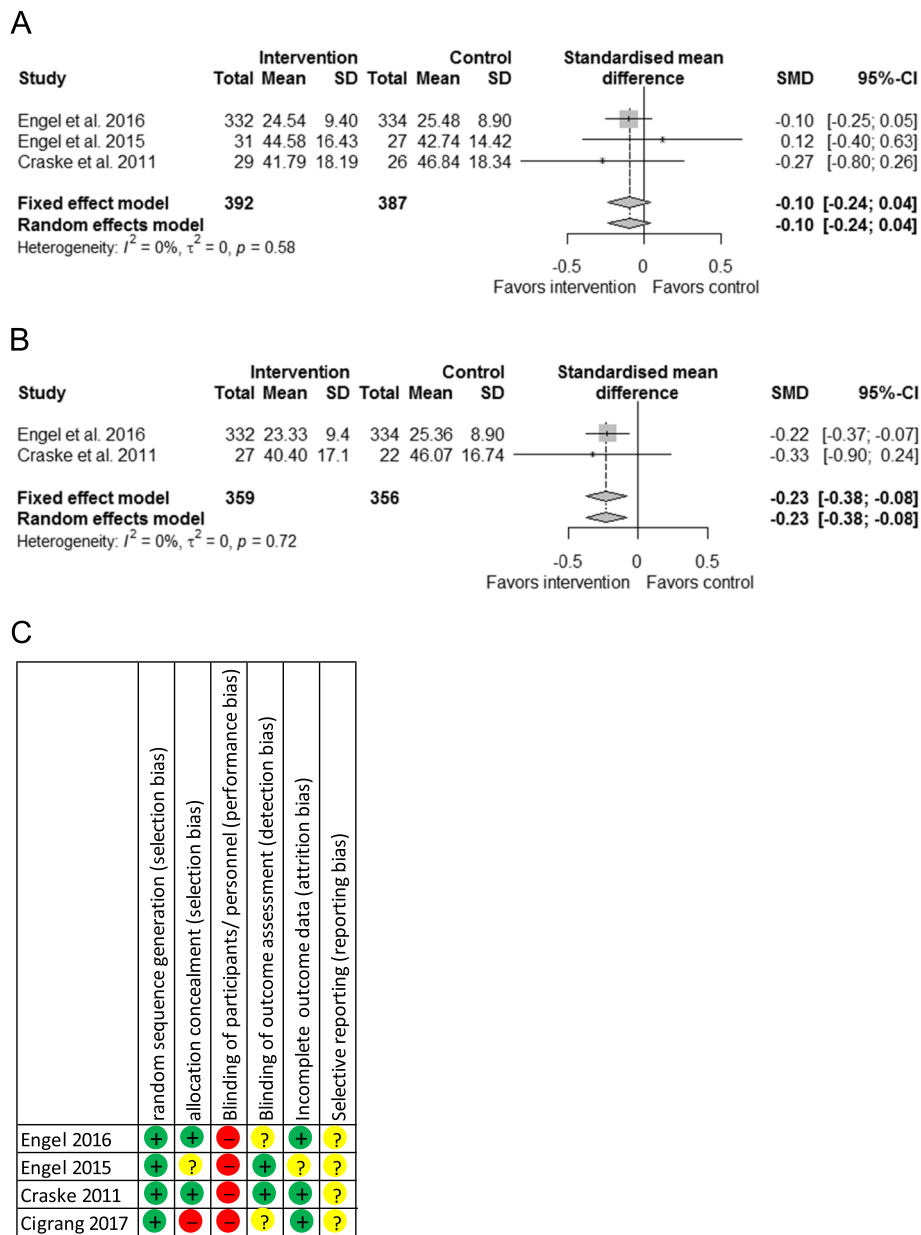 A
Intervention Control Standardised mean
Study Total Mean SD Total Mean SD difference SMD 95%-CI
Engel et al. 2016 332 24.54 9.40 334 25.48 8.90 -0.10 [-0.25; 0.05]
Engel et al. 2015 31 44.58 16.43 27 42.74 14.42 0.12 [-0.40; 0.63]
Craske et al. 2011 29 41.79 18.19 26 46.84 18.34 -0.27 [-0.80; 0.26]
Fixed effect model 392 387 -0.10 [-0.24; 0.04]
Random effects model -0.10 [-0.24; 0.04]
Heterogeneity: I² = 0%, τ² = 0, p = 0.58
-0.5 0 0.5
Favors intervention Favors control
B
Intervention Control Standardised mean
Study Total Mean SD Total Mean SD difference SMD 95%-CI
Engel et al. 2016 332 23.33 9.4 334 25.36 8.90 -0.22 [-0.37; -0.07]
Craske et al. 2011 27 40.40 17.1 22 46.07 16.74 -0.33 [-0.90; 0.24]
Fixed effect model 359 356 -0.23 [-0.38; -0.08]
Random effects model -0.23 [-0.38; -0.08]
Heterogeneity: I² = 0%, τ² = 0, p = 0.72
-0.5 0 0.5
Favors intervention Favors control
C
random sequence generation (selection bias)
allocation concealment (selection bias)
Blinding of participants/ personnel (performance bias)
Blinding of outcome assessment (detection bias)
Incomplete outcome data (attrition bias)
Selective reporting (reporting bias)
Engel 2016 + + − ? + ?
Engel 2015 + ? − + ? ?
Craske 2011 + + − + + ?
Cigrang 2017 + − − ? + ?